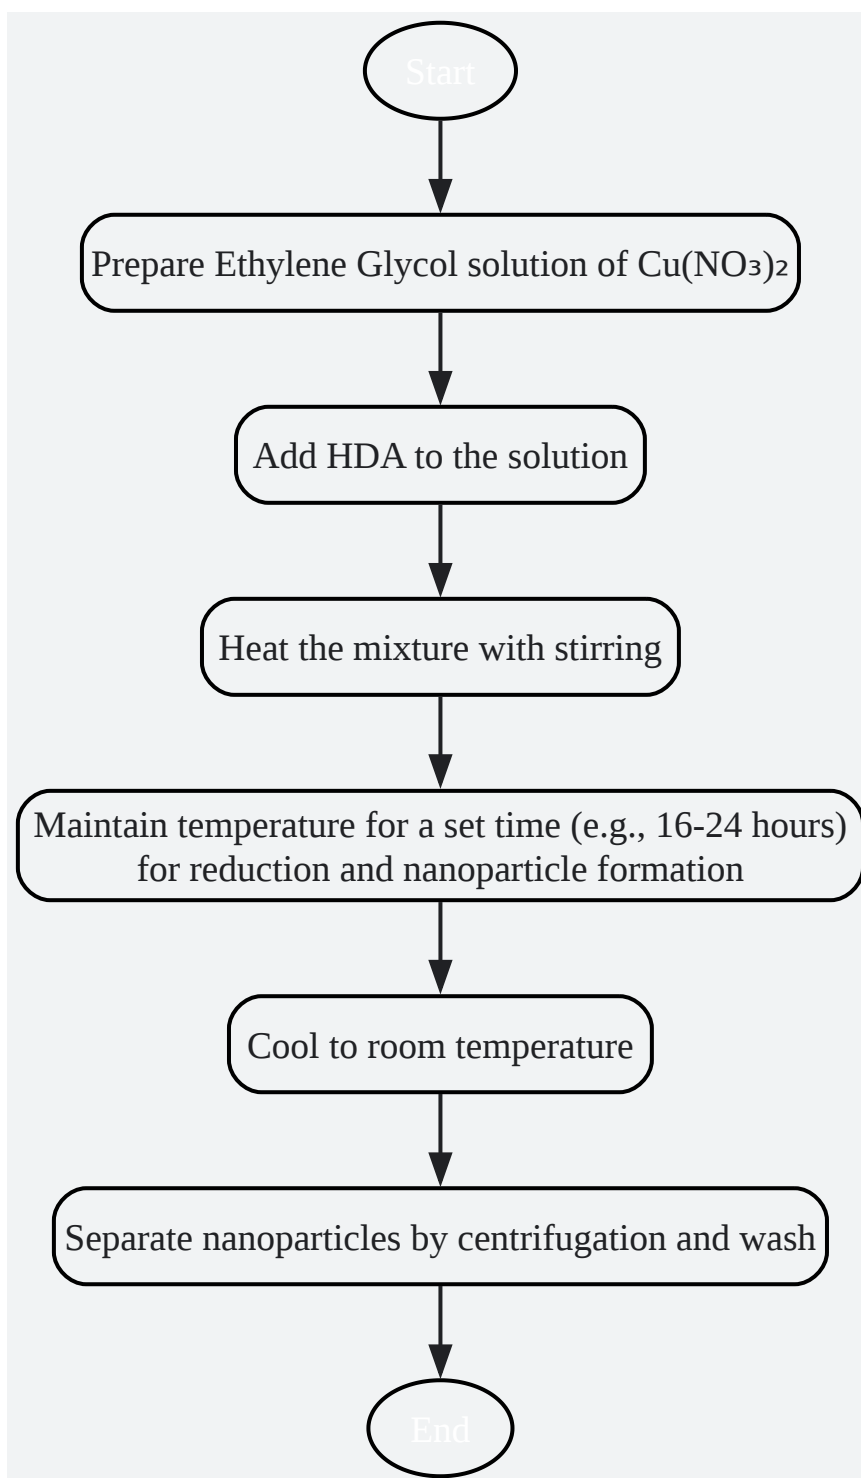 Start
Prepare Ethylene Glycol solution of Cu(NO₃)₂
Add HDA to the solution
Heat the mixture with stirring
Maintain temperature for a set time (e.g., 16-24 hours)
for reduction and nanoparticle formation
Cool to room temperature
Separate nanoparticles by centrifugation and wash
End